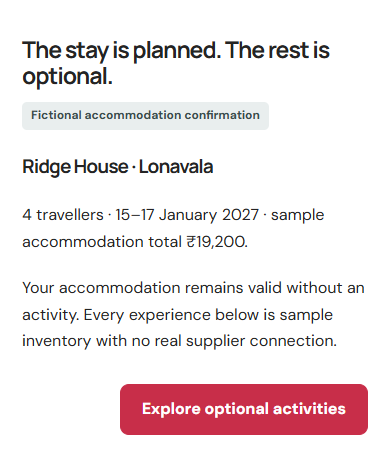 The stay is planned. The rest is
optional.
Fictional accommodation confirmation
Ridge House · Lonavala
4 travellers · 15–17 January 2027 · sample
accommodation total ₹19,200.
Your accommodation remains valid without an
activity. Every experience below is sample
inventory with no real supplier connection.
Explore optional activities